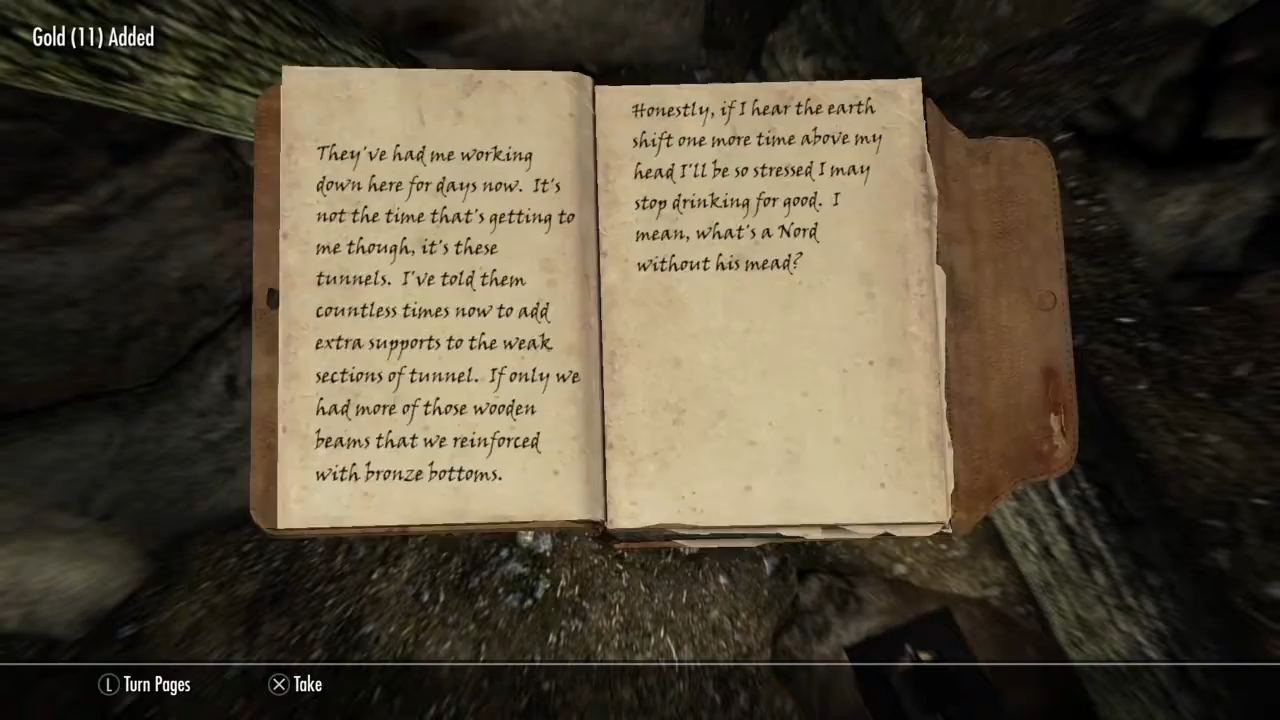 Gold (11) Added
They've had me working
down here for days now. It's
not the time that's getting to
me though, it's these
tunnels. I've told them
countless times now to add
extra supports to the weak
sections of tunnel. If only we
had more of those wooden
beams that we reinforced
with bronze bottoms.
Honestly, if I hear the earth
shift one more time above my
head I'll be so stressed I may
stop drinking for good. I
mean, what's a Nord
without his mead?
L Turn Pages
X Take